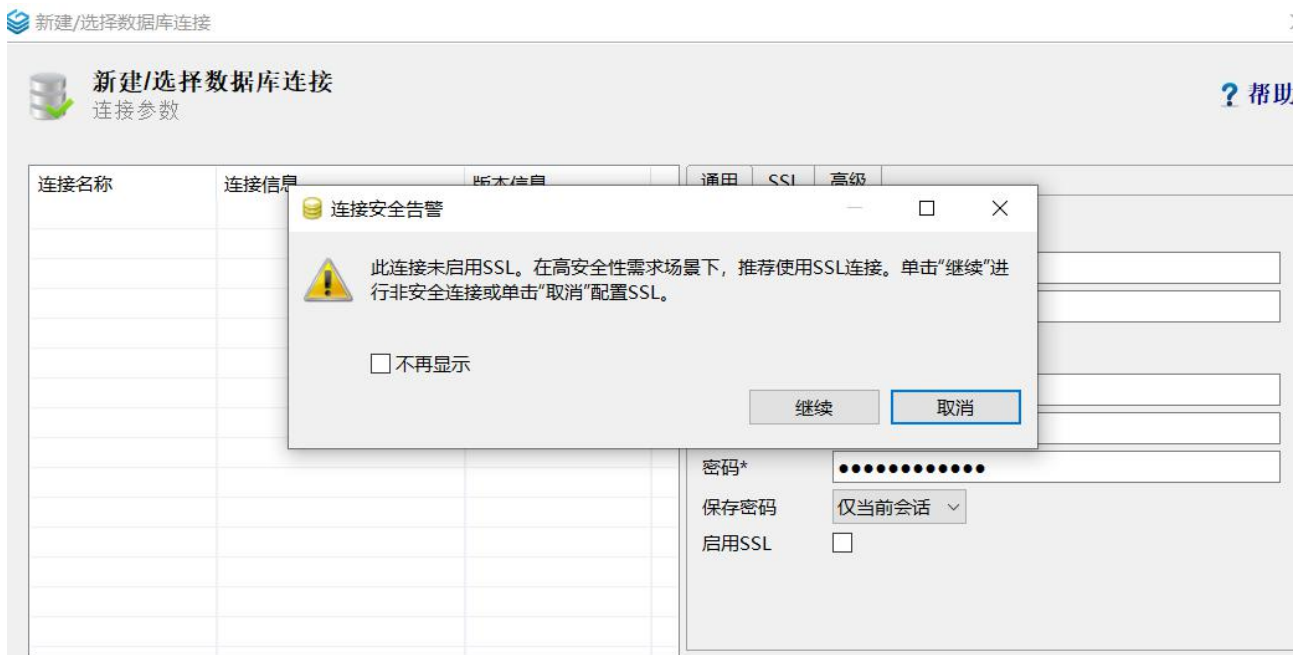 新建/选择数据库连接
新建/选择数据库连接
连接参数
? 帮助
连接名称 连接信息 版本信息
通用 SSL 高级
连接安全告警
此连接未启用SSL。在高安全性需求场景下，推荐使用SSL连接。单击“继续”进
行非安全连接或单击“取消”配置SSL。
不再显示
继续 取消
密码* ●●●●●●●●●●●●
保存密码 仅当前会话
启用SSL